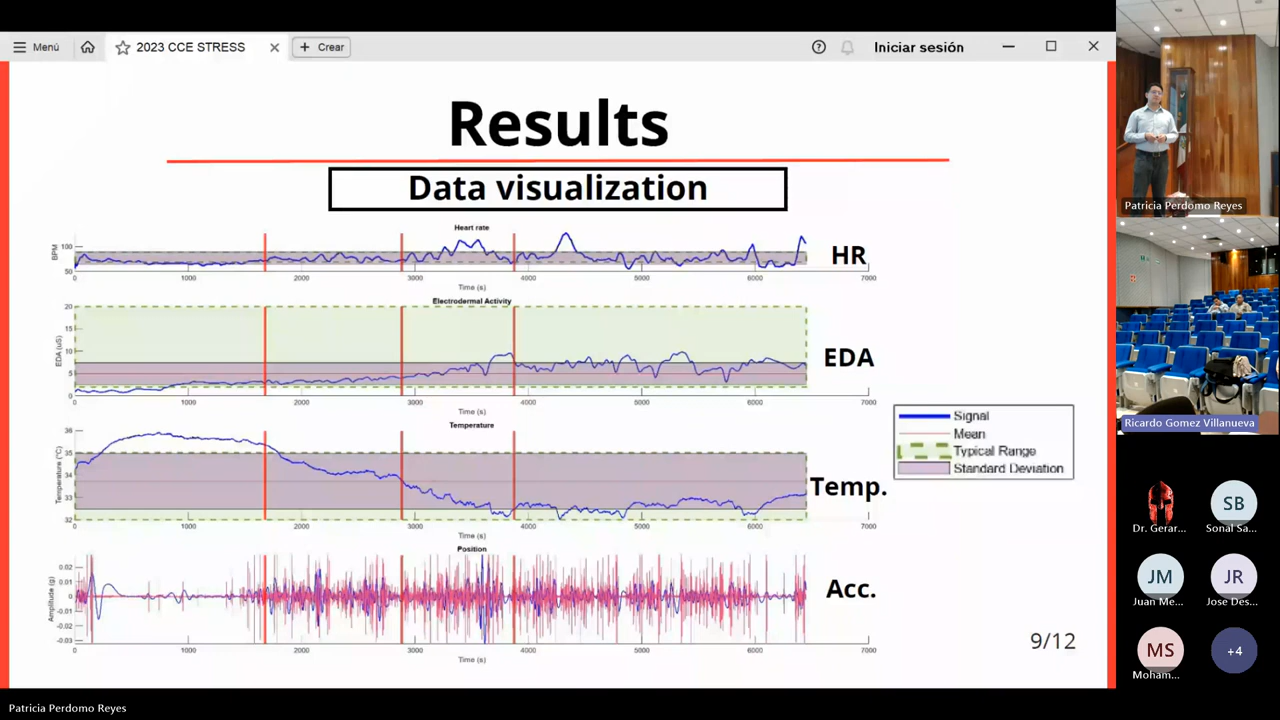 Menú
2023 CCE STRESS
Crear
Iniciar sesión
Results
Data visualization
Heart rate
BPM
100
50
0
1000
2000
3000
4000
5000
6000
7000
Time (s)
HR
Electrodermal Activity
EDA (uS)
20
15
10
5
0
0
1000
2000
3000
4000
5000
6000
7000
Time (s)
EDA
Temperature
Temperature (°C)
36
35
34
33
32
0
1000
2000
3000
4000
5000
6000
7000
Time (s)
Temp.
Signal
Mean
Typical Range
Standard Deviation
Position
Amplitude (g)
0.02
0.01
0
-0.01
-0.02
-0.03
0
1000
2000
3000
4000
5000
6000
7000
Time (s)
Acc.
9/12
Patricia Perdomo Reyes
Ricardo Gomez Villanueva
Dr. Gerar...
SB
Sonal Sa...
JM
Juan Me...
JR
Jose Des...
MS
Moham...
+4
Patricia Perdomo Reyes